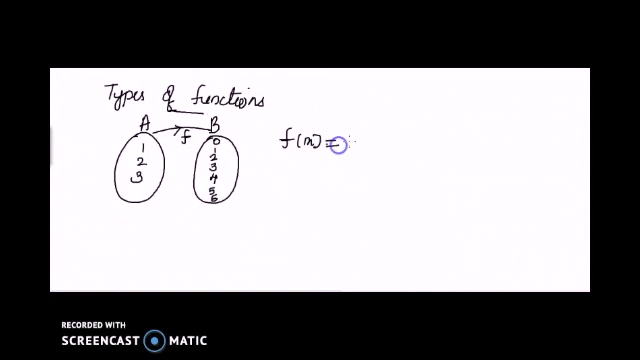 Types of functions
A B
f
0
1 1
2 2
3 3
4
5
6
f(x)=
RECORDED WITH
SCREENCAST MATIC